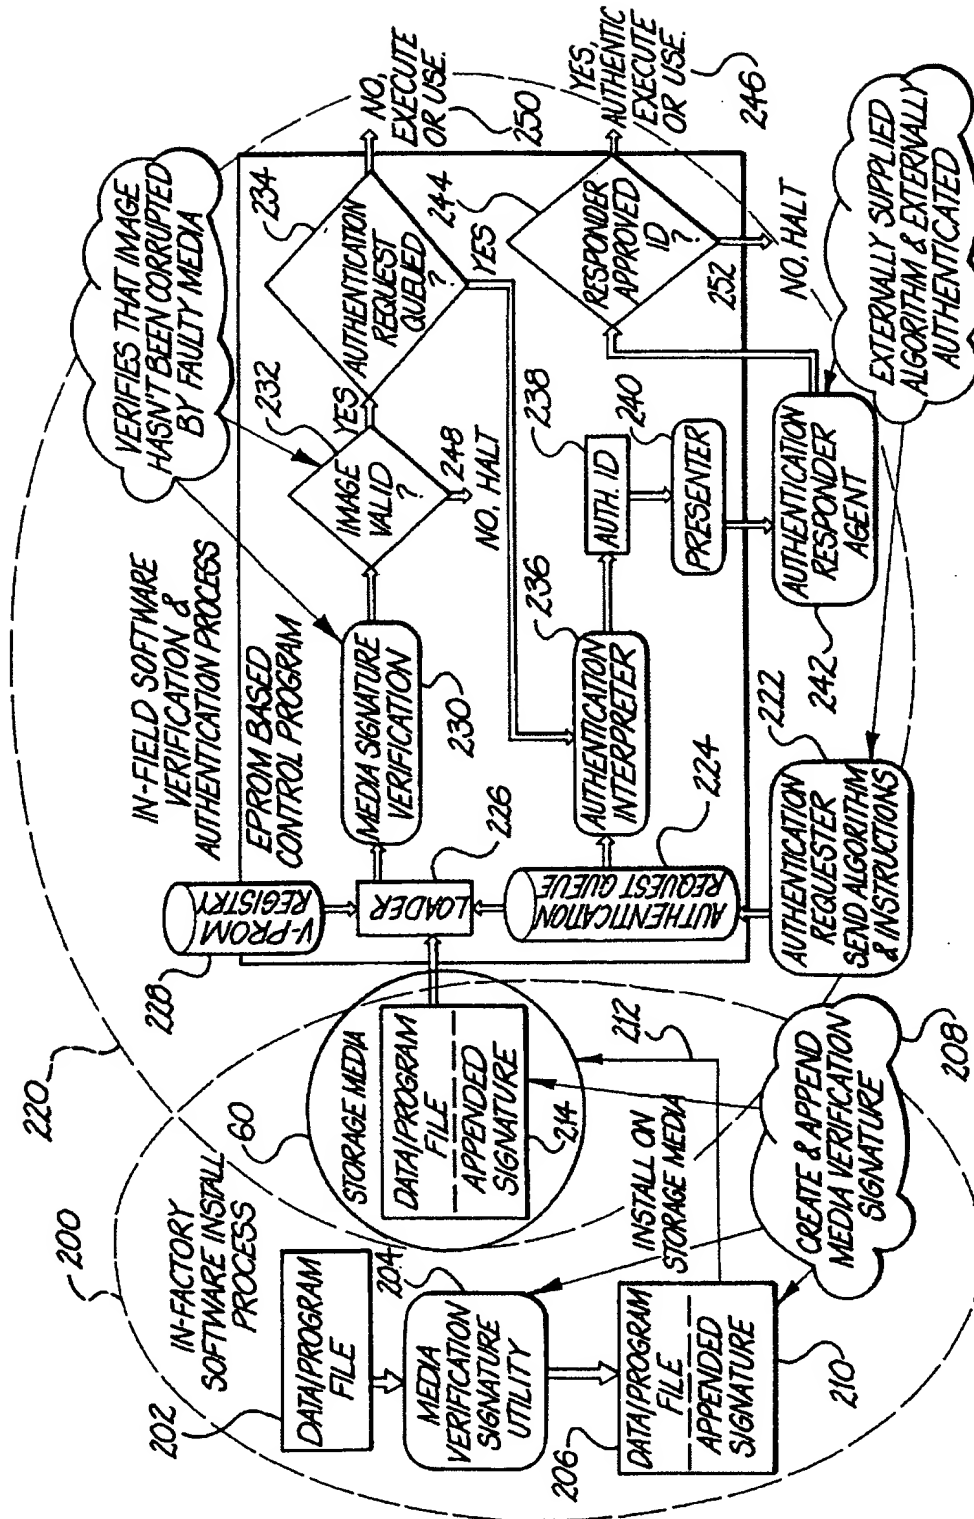 200
IN-FACTORY
SOFTWARE INSTALL
PROCESS
202
DATA/PROGRAM
FILE
204
MEDIA
VERIFICATION
SIGNATURE
UTILITY
206
DATA/PROGRAM
FILE
APPENDED
SIGNATURE
210
INSTALL ON
STORAGE MEDIA
212
CREATE & APPEND
MEDIA VERIFICATION
SIGNATURE
208
60
STORAGE MEDIA
DATA/PROGRAM
FILE
APPENDED
SIGNATURE
214
220
IN-FIELD SOFTWARE
VERIFICATION &
AUTHENTICATION PROCESS
228
V-PROM
REGISTRY
EPROM BASED
CONTROL PROGRAM
LOADER
226
AUTHENTICATION
REQUEST QUEUE
224
AUTHENTICATION
REQUESTER
SEND ALGORITHM
& INSTRUCTIONS
222
MEDIA SIGNATURE
VERIFICATION
230
VERIFIES THAT IMAGE
HASN'T BEEN CORRUPTED
BY FAULTY MEDIA
IMAGE
VALID
?
232
YES
248
NO, HALT
AUTHENTICATION
REQUEST
QUEUED
?
234
NO,
EXECUTE
OR USE.
250
YES
AUTHENTICATION
INTERPRETER
236
AUTH. ID
238
PRESENTER
240
AUTHENTICATION
RESPONDER
AGENT
242
RESPONDER
APPROVED
ID
?
244
YES,
AUTHENTIC
(EXECUTE
OR USE.
246
252
NO, HALT
EXTERNALLY SUPPLIED
ALGORITHM & EXTERNALLY
AUTHENTICATED